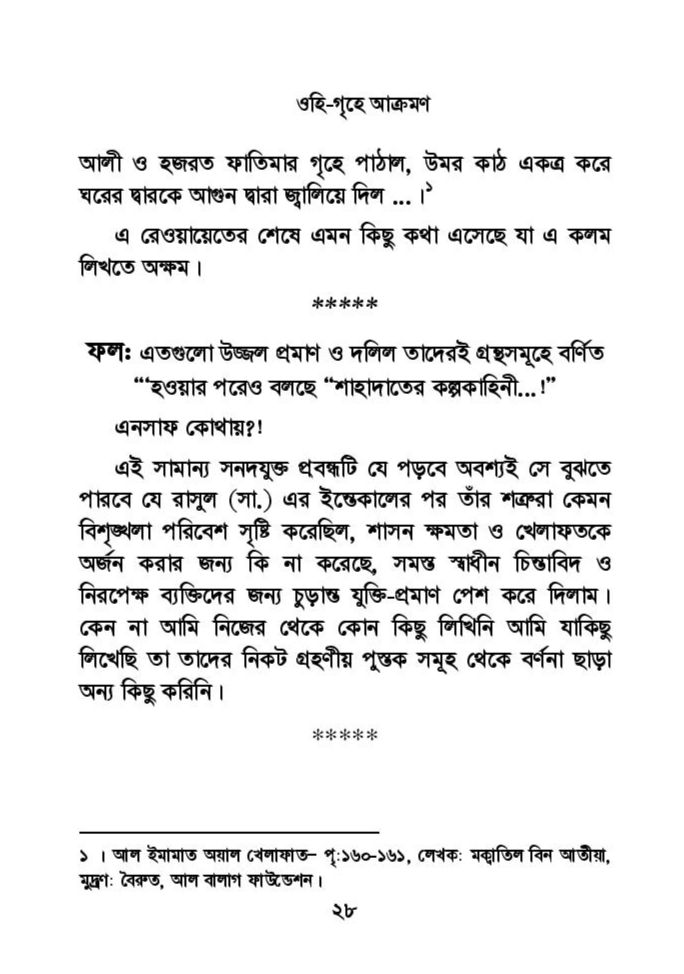 ওহি-গৃহে আক্রমণ
আলী ও হজরত ফাতিমার গৃহে পাঠাল, উমর কাঠ একত্র করে
ঘরের দ্বারকে আগুন দ্বারা জ্বালিয়ে দিল ... ।১
এ রেওয়ায়েতের শেষে এমন কিছু কথা এসেছে যা এ কলম
লিখতে অক্ষম।
*****
ফল: এতগুলো উজ্জল প্রমাণ ও দলিল তাদেরই গ্রন্থসমূহে বর্ণিত
“‘হওয়ার পরেও বলছে “শাহাদাতের কল্পকাহিনী...!”
এনসাফ কোথায়?!
এই সামান্য সনদযুক্ত প্রবন্ধটি যে পড়বে অবশ্যই সে বুঝতে
পারবে যে রাসুল (সা.) এর ইন্তেকালের পর তাঁর শত্রুরা কেমন
বিশৃঙ্খলা পরিবেশ সৃষ্টি করেছিল, শাসন ক্ষমতা ও খেলাফতকে
অর্জন করার জন্য কি না করেছে, সমস্ত স্বাধীন চিন্তাবিদ ও
নিরপেক্ষ ব্যক্তিদের জন্য চুড়ান্ত যুক্তি-প্রমাণ পেশ করে দিলাম।
কেন না আমি নিজের থেকে কোন কিছু লিখিনি আমি যাকিছু
লিখেছি তা তাদের নিকট গ্রহণীয় পুস্তক সমূহ থেকে বর্ণনা ছাড়া
অন্য কিছু করিনি।
*****
১ । আল ইমামাত অয়াল খেলাফাত– পৃ:১৬০-১৬১, লেখক: মক্বাতিল বিন আতীয়া,
মুদ্রণ: বৈরুত, আল বালাগ ফাউন্ডেশন।
২৮